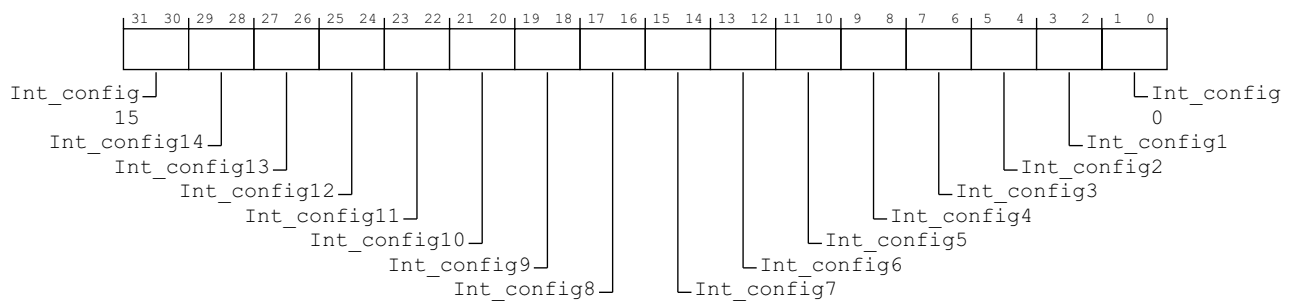 31 30 29 28 27 26 25 24 23 22 21 20 19 18 17 16 15 14 13 12 11 10 9 8 7 6 5 4 3 2 1 0
Int_config
15
Int_config
0
Int_config14
Int_config1
Int_config13
Int_config2
Int_config12
Int_config3
Int_config11
Int_config4
Int_config10
Int_config5
Int_config9
Int_config6
Int_config8
Int_config7